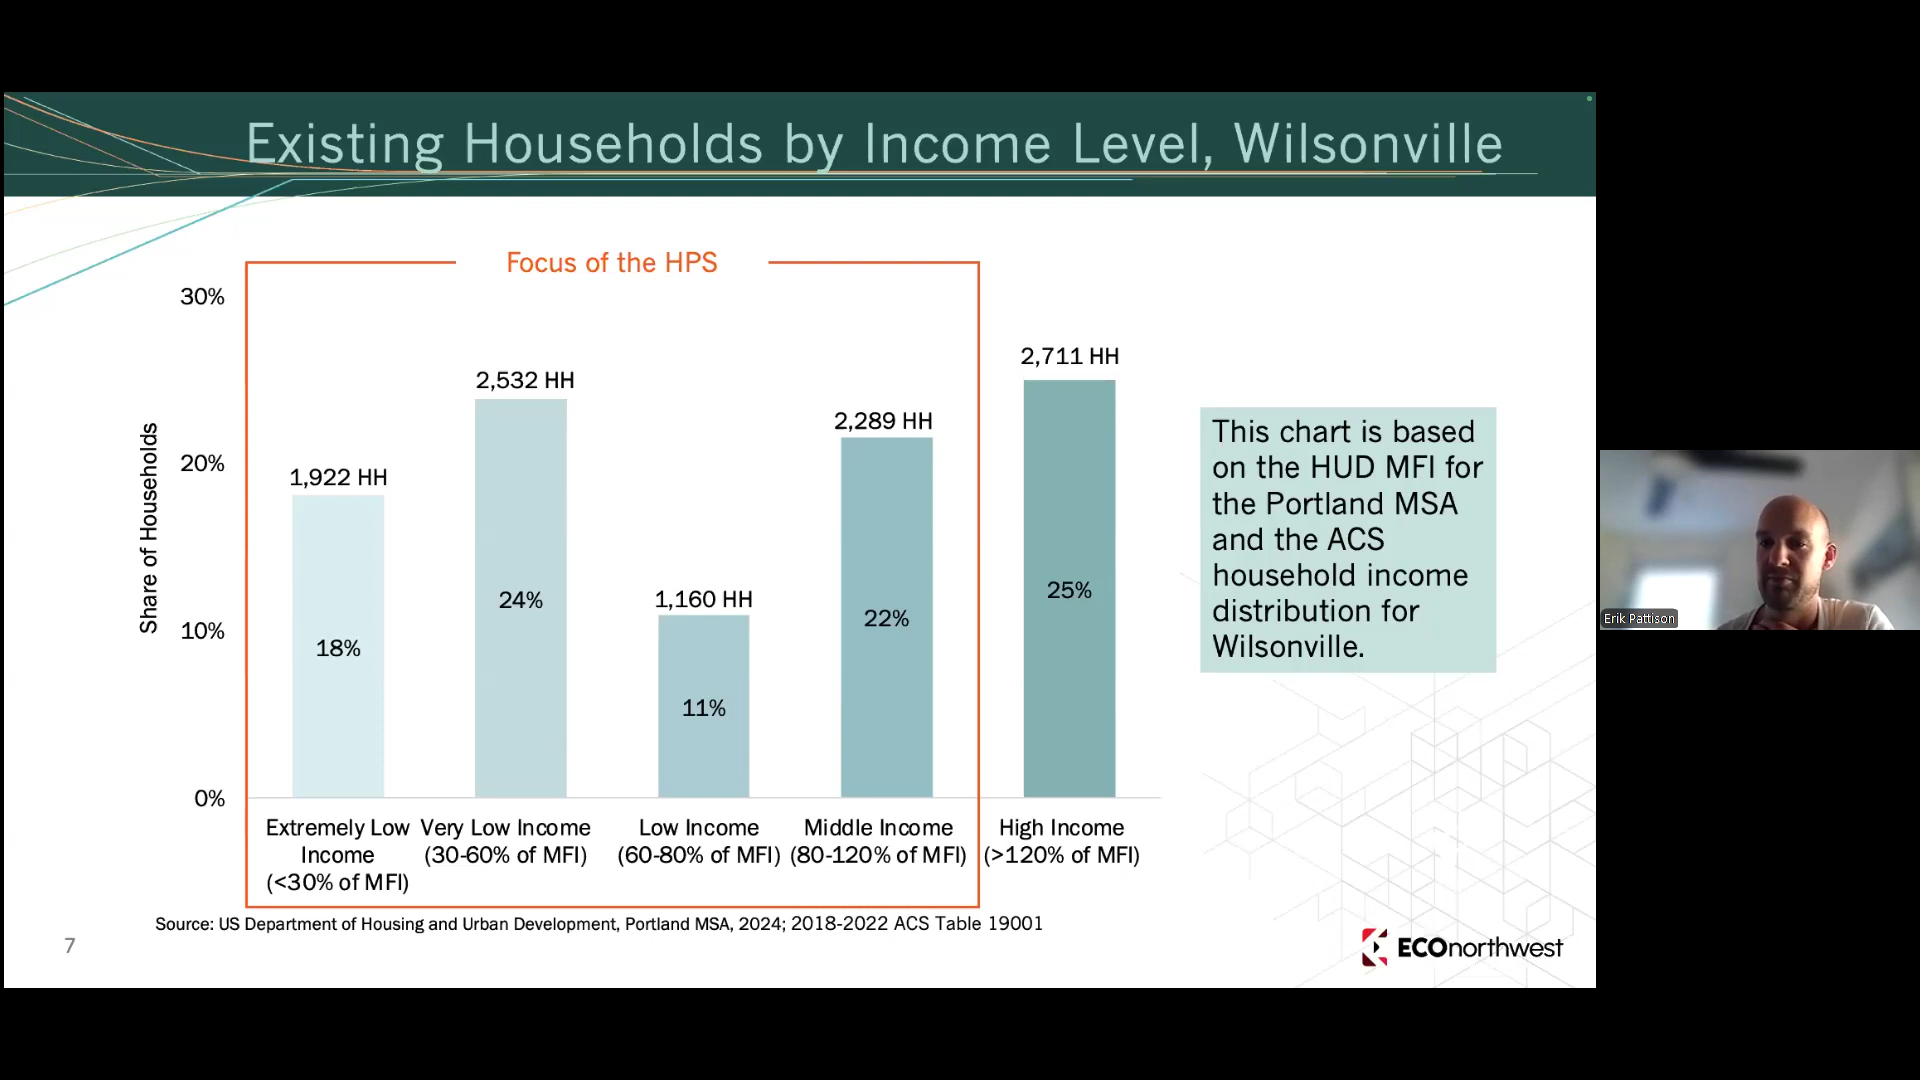 Existing Households by Income Level, Wilsonville
Focus of the HPS
30%
20%
10%
0%
Share of Households
1,922 HH
18%
2,532 HH
24%
1,160 HH
11%
2,289 HH
22%
2,711 HH
25%
Extremely Low
Income
(<30% of MFI)
Very Low Income
(30-60% of MFI)
Low Income
(60-80% of MFI)
Middle Income
(80-120% of MFI)
High Income
(>120% of MFI)
This chart is based
on the HUD MFI for
the Portland MSA
and the ACS
household income
distribution for
Wilsonville.
Source: US Department of Housing and Urban Development, Portland MSA, 2024; 2018-2022 ACS Table 19001
7
ECOnorthwest
Erik Pattison